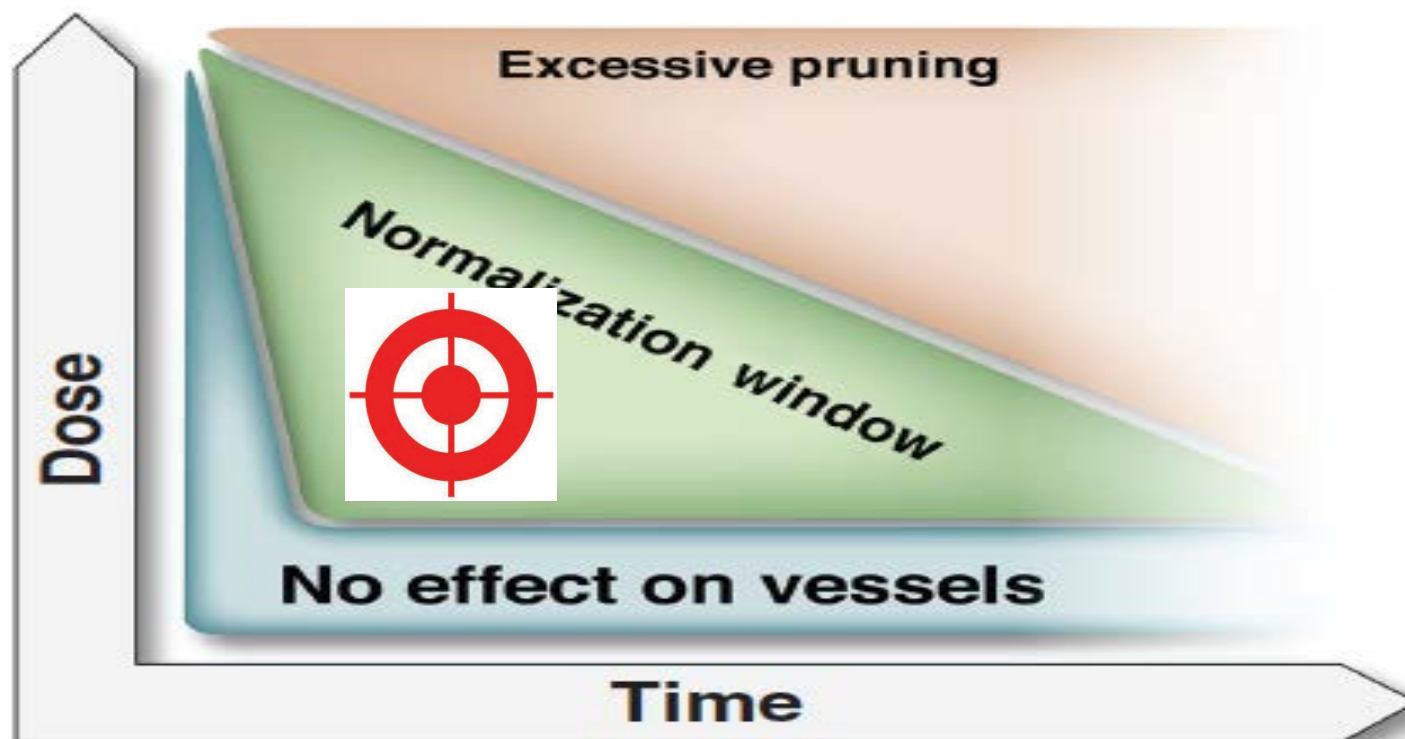 Excessive pruning
Normalization window
Dose
No effect on vessels
Time